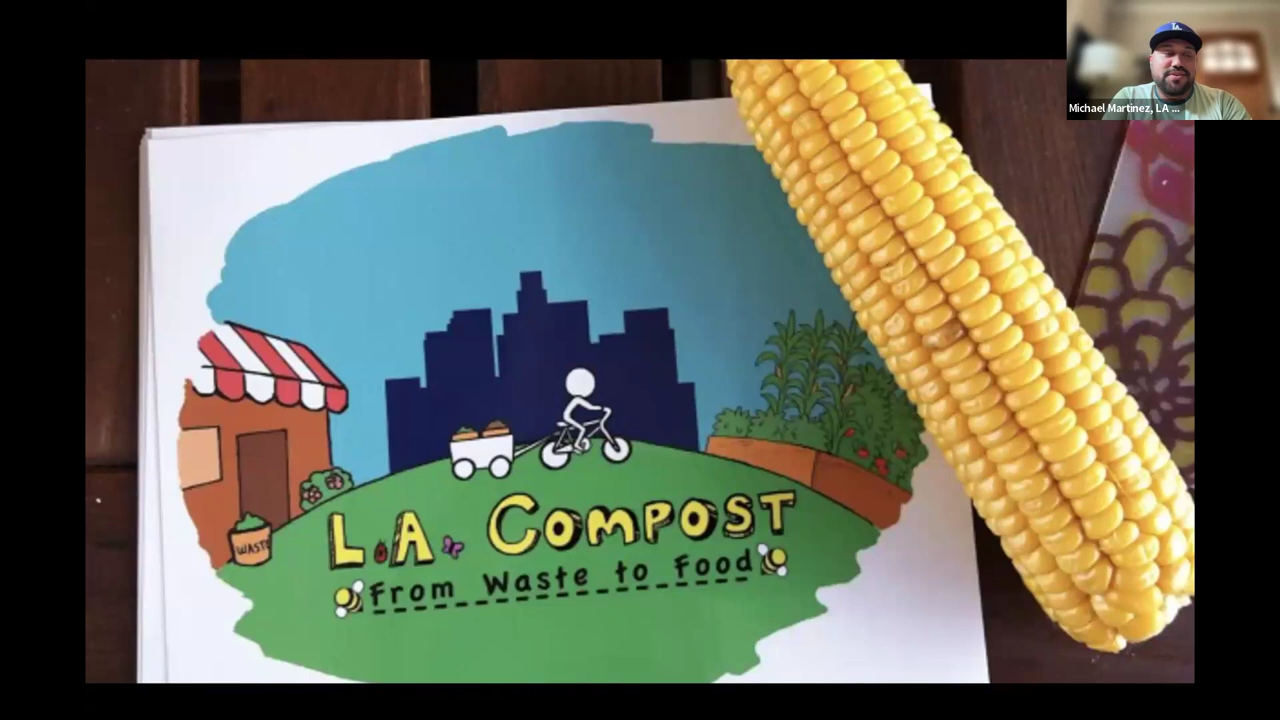 LA
Michael Martinez, LA ...
WASTE
L.A. COMPOST
From Waste to Food